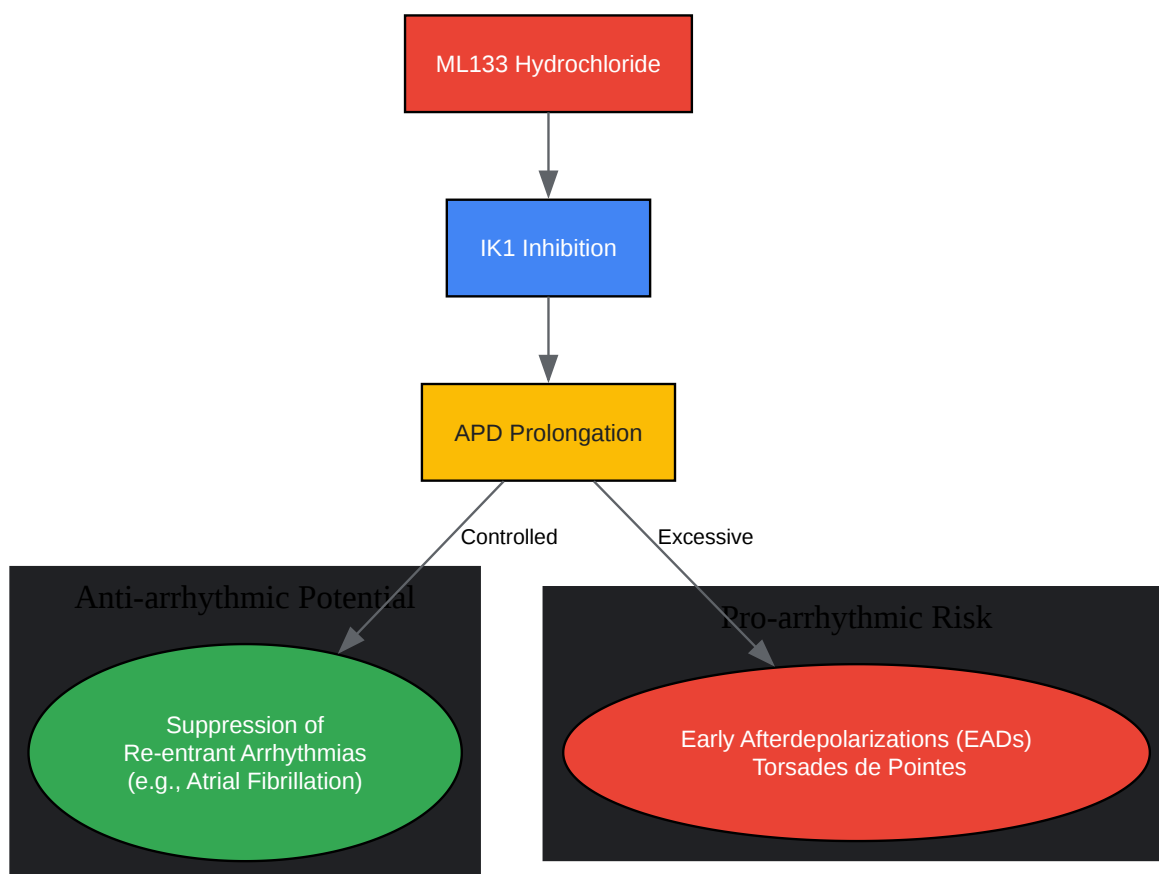 ML133 Hydrochloride
IK1 Inhibition
APD Prolongation
Controlled
Excessive
Anti-arrhythmic Potential
Suppression of
Re-entrant Arrhythmias
(e.g., Atrial Fibrillation)
Pro-arrhythmic Risk
Early Afterdepolarizations (EADs)
Torsades de Pointes